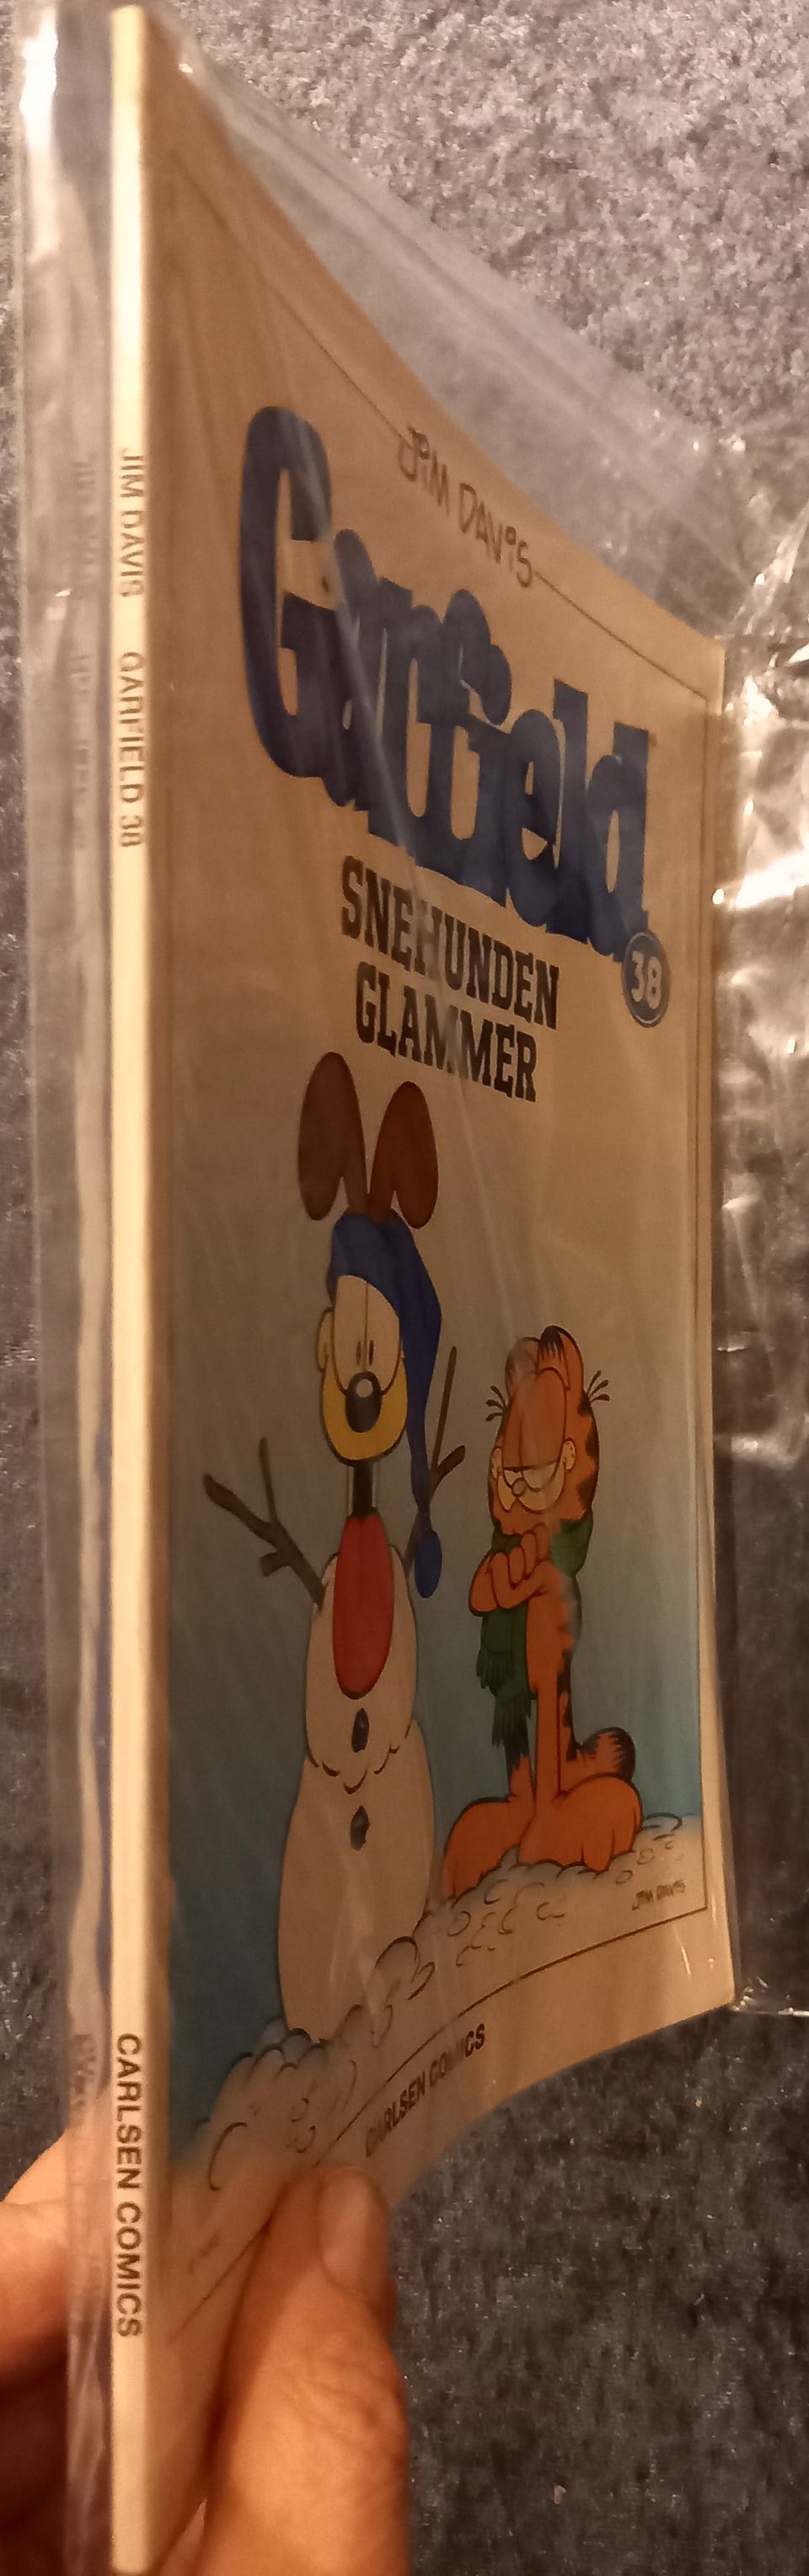 JIM DAVIS GARFIELD 38 CARLSEN COMICS
JIM DAVIS
Garfield
SNEHUNDEN
GLAMMER
38
JIM DAVIS
CARLSEN COMICS